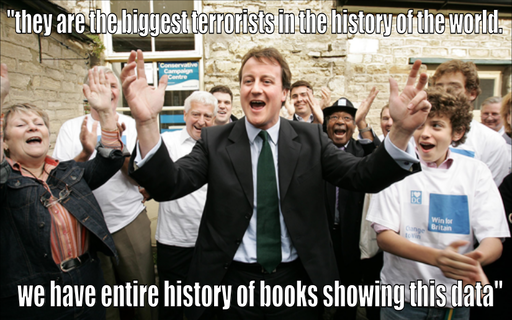 "they are the biggest terrorists in the history of the world.
Conservative
Campaign
Centre
Win for
Britain
we have entire history of books showing this data"